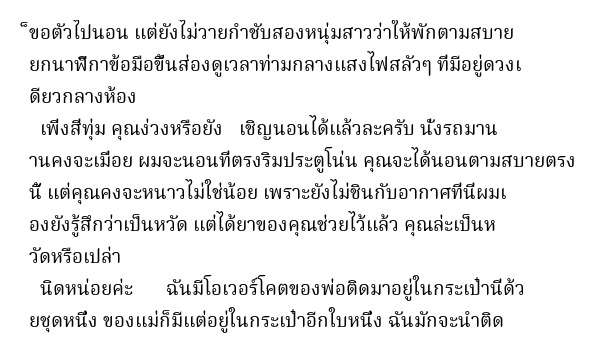 ็ขอตัวไปนอน แต่ยังไม่วายกำชับสองหนุ่มสาวว่าให้พักตามสบาย
ยกนาฬิกาข้อมือขึ้นส่องดูเวลาท่ามกลางแสงไฟสลัวๆ ที่มีอยู่ดวงเ
ดียวกลางห้อง
เพิ่งสี่ทุ่ม คุณง่วงหรือยัง เชิญนอนได้แล้วละครับ นั่งรถมาน
านคงจะเมื่อย ผมจะนอนที่ตรงริมประตูโน่น คุณจะได้นอนตามสบายตรง
นี้ แต่คุณคงจะหนาวไม่ใช่น้อย เพราะยังไม่ชินกับอากาศที่นี่ผมเ
องยังรู้สึกว่าเป็นหวัด แต่ได้ยาของคุณช่วยไว้แล้ว คุณล่ะเป็นห
วัดหรือเปล่า
นิดหน่อยค่ะ ฉันมีโอเวอร์โคตของพ่อติดมาอยู่ในกระเป๋านี่ด้ว
ยชุดหนึ่ง ของแม่ก็มีแต่อยู่ในกระเป๋าอีกใบหนึ่ง ฉันมักจะนำติด